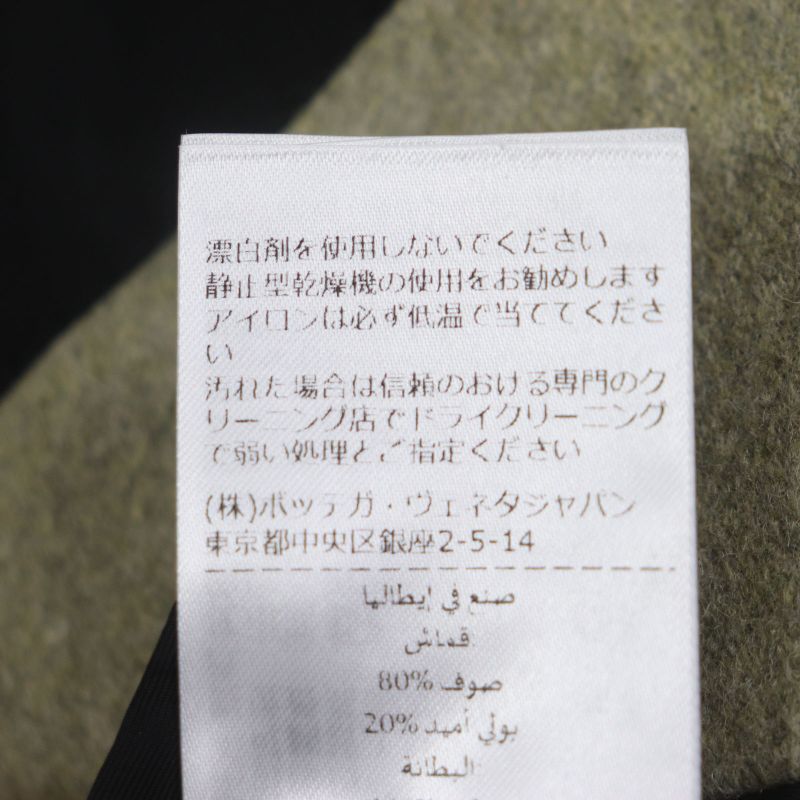 漂白剤を使用しないでください
静止型乾燥機の使用をお勧めします
アイロンは必ず低温で当ててくださ
い
汚れた場合は信頼のおける専門のク
リーニング店でドライクリーニング
で弱い処理とご指定ください
(株)ボッテガ・ヴェネタジャパン
東京都中央区銀座2-5-14
صنع في إيطاليا
قماش
صوف %80
بولي أميد %20
البطانة